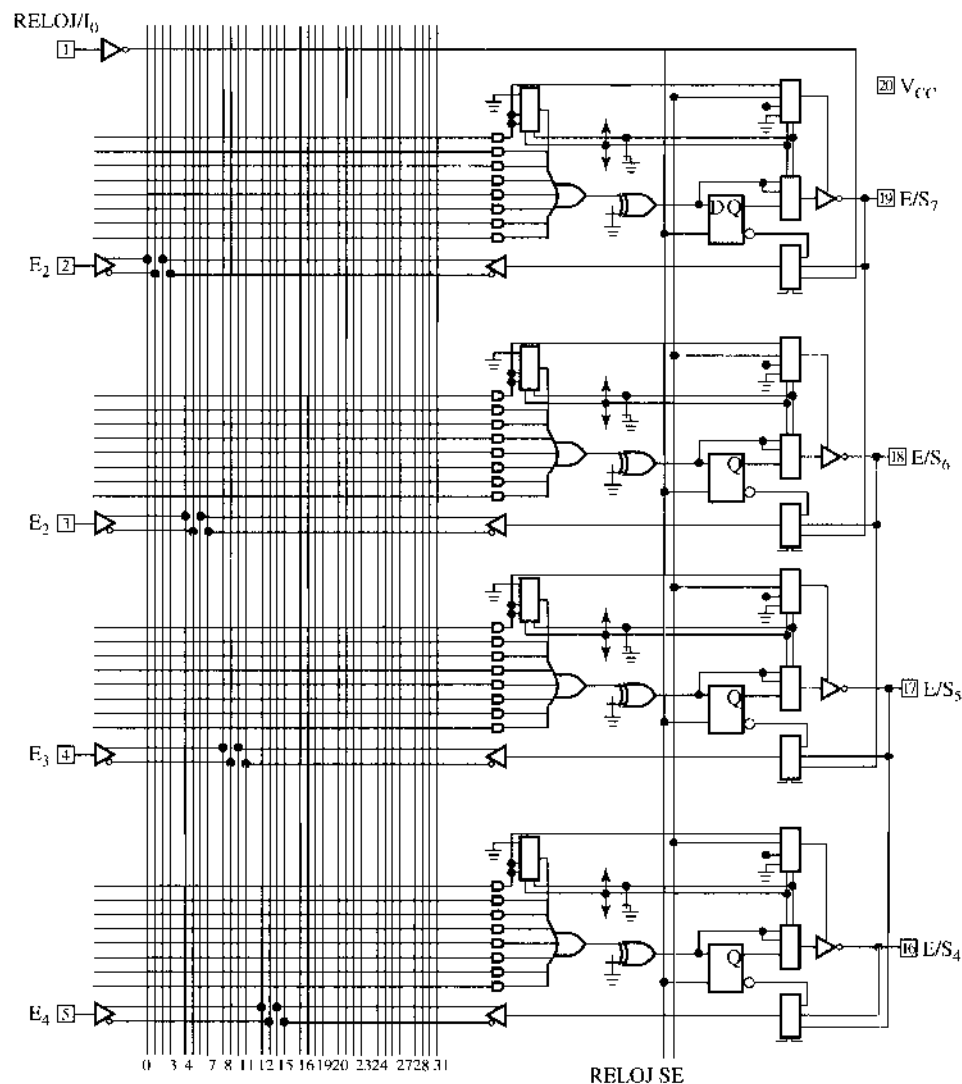 RELOJ/I0
1
20 VCC
D Q
19 E/S7
E2 2
Q
18 E/S6
E2 3
Q
17 E/S5
E3 4
Q
16 E/S4
E4 5
0 3 4 7 8 11 12 15 16 19 20 23 24 27 28 31
RELOJ SE